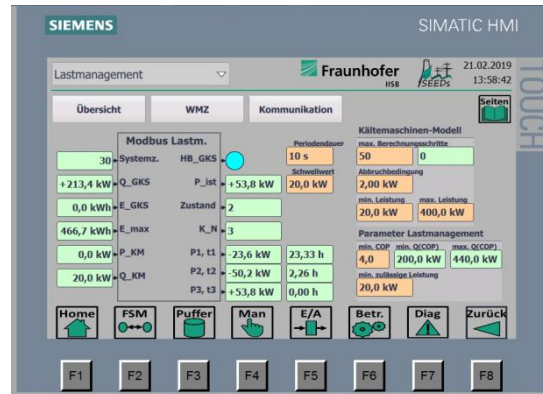 SIEMENS
SIMATIC HMI
TOUCH
Lastmanagement
Fraunhofer
IISB
SEEDs
21.02.2019
13:58:42
Übersicht
WMZ
Kommunikation
Seiten
Modbus Lastm.
30 Systemz. HB_GKS
+213,4 kW Q_GKS P_ist +53,8 kW
0,0 kWh E_GKS Zustand 2
466,7 kWh E_max K_N 3
0,0 kW P_KM P1, t1 -23,6 kW 23,33 h
20,0 kW Q_KM P2, t2 -50,2 kW 2,26 h
P3, t3 +53,8 kW 0,00 h
Periodendauer
10 s
Schwellwert
20,0 kW
Kältemaschinen-Modell
max. Berechnungsschritte
50 0
Abbruchbedingung
2,00 kW
min. Leistung max. Leistung
20,0 kW 400,0 kW
Parameter Lastmanagement
min. COP min. Q(COP) max. Q(COP)
4,0 200,0 kW 440,0 kW
min. zulässige Leistung
20,0 kW
Home FSM Puffer Man E/A Betr. Diag Zurück
F1 F2 F3 F4 F5 F6 F7 F8